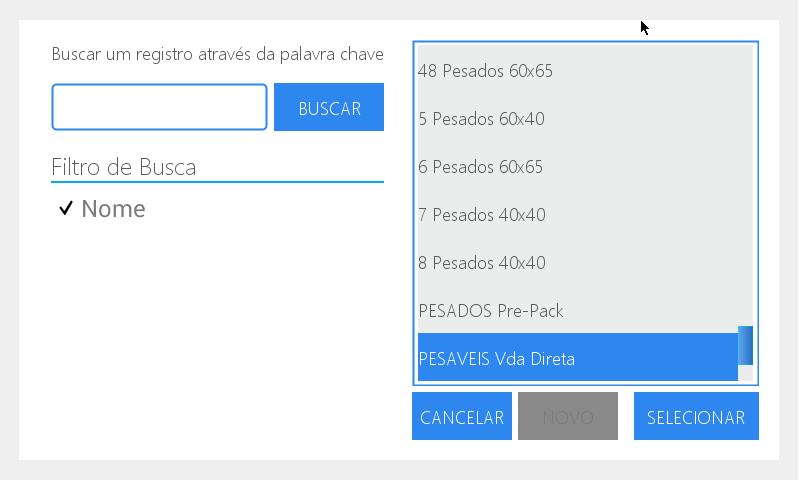 Buscar um registro através da palavra chave
BUSCAR
Filtro de Busca
Nome
48 Pesados 60x65
5 Pesados 60x40
6 Pesados 60x65
7 Pesados 40x40
8 Pesados 40x40
PESADOS Pre-Pack
PESAVEIS Vda Direta
CANCELAR
NOVO
SELECIONAR